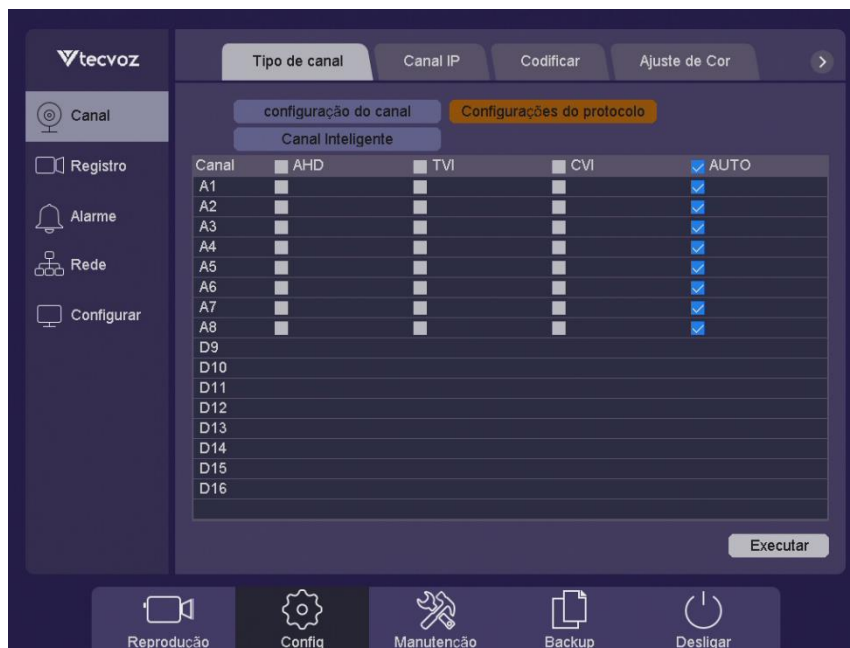 tecvoz
Tipo de canal
Canal IP
Codificar
Ajuste de Cor
Canal
Registro
Alarme
Rede
Configurar
configuração do canal
Configurações do protocolo
Canal Inteligente
Canal AHD TVI CVI AUTO
A1
A2
A3
A4
A5
A6
A7
A8
D9
D10
D11
D12
D13
D14
D15
D16
Executar
Reprodução
Config
Manutenção
Backup
Desligar